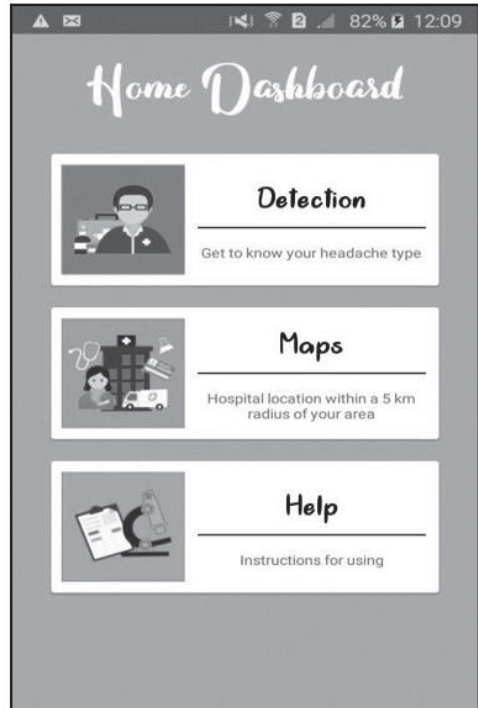 82% 12:09
Home Dashboard
Detection
Get to know your headache type
Maps
Hospital location within a 5 km
radius of your area
Help
Instructions for using